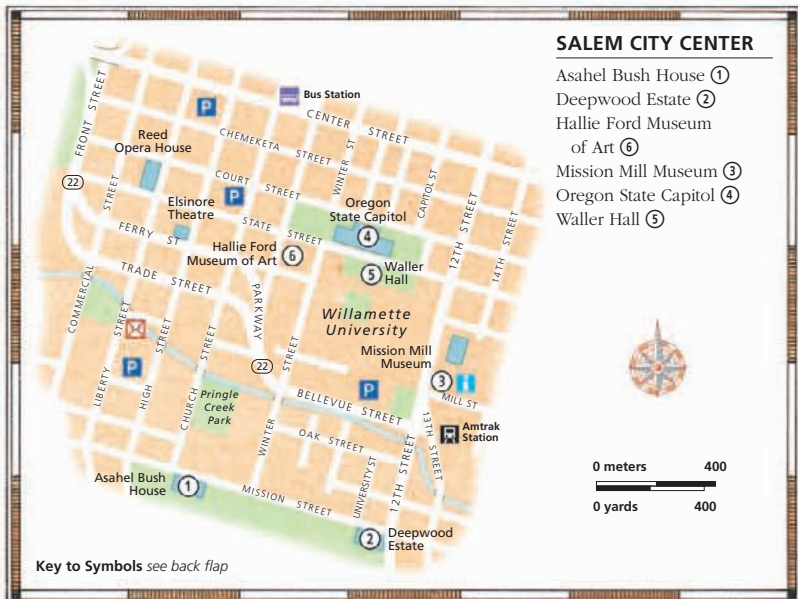 SALEM CITY CENTER
Asahel Bush House ①
Deepwood Estate ②
Hallie Ford Museum
of Art ⑥
Mission Mill Museum ③
Oregon State Capitol ④
Waller Hall ⑤
P
Bus Station
CENTER STREET
FRONT STREET
Reed
Opera House
CHEMEKETA STREET
WINTER ST
COURT STREET
P
CAPITOL ST
22
STREET
Elsinore
Theatre
Oregon
State Capitol
④
12TH STREET
14TH STREET
FERRY ST
STATE STREET
Hallie Ford
Museum of Art
⑥
⑤
Waller
Hall
TRADE STREET
COMMERCIAL
PARKWAY
Willamette
University
STREET
STREET
STREET
STREET
Mission Mill
Museum
22
P
LIBERTY
HIGH
CHURCH
Pringle
Creek
Park
P
③
i
MILL ST
BELLEVUE STREET
13TH STREET
Amtrak
Station
WINTER
OAK STREET
UNIVERSITY ST
12TH STREET
0 meters 400
0 yards 400
Asahel Bush
House
①
MISSION STREET
②
Deepwood
Estate
Key to Symbols see back flap